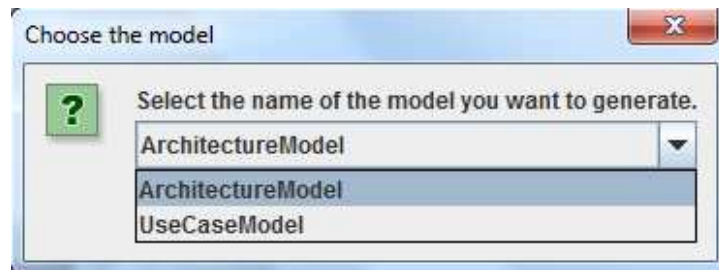 Choose the model
Select the name of the model you want to generate.
ArchitectureModel
ArchitectureModel
UseCaseModel